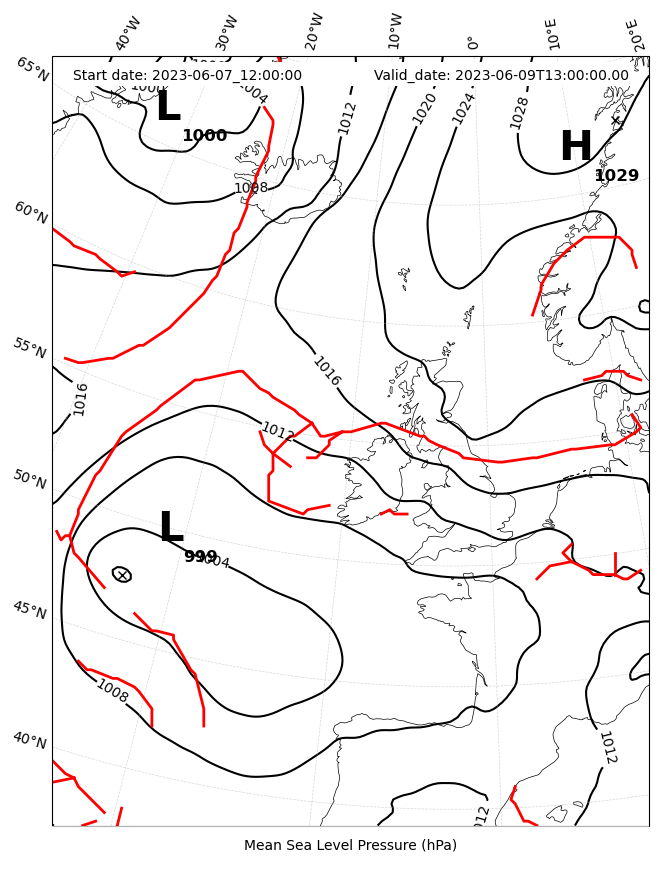 40°W 30°W 20°W 10°W 0° 10°E 20°E
65°N
Start date: 2023-06-07_12:00:00 Valid_date: 2023-06-09T13:00:00.00
L 1004 1012 1020 1024 1028
1000
H
1029
1008
60°N
55°N
1016
1016
1012
50°N
L
999
1004
45°N
1008
1012
40°N
Mean Sea Level Pressure (hPa)